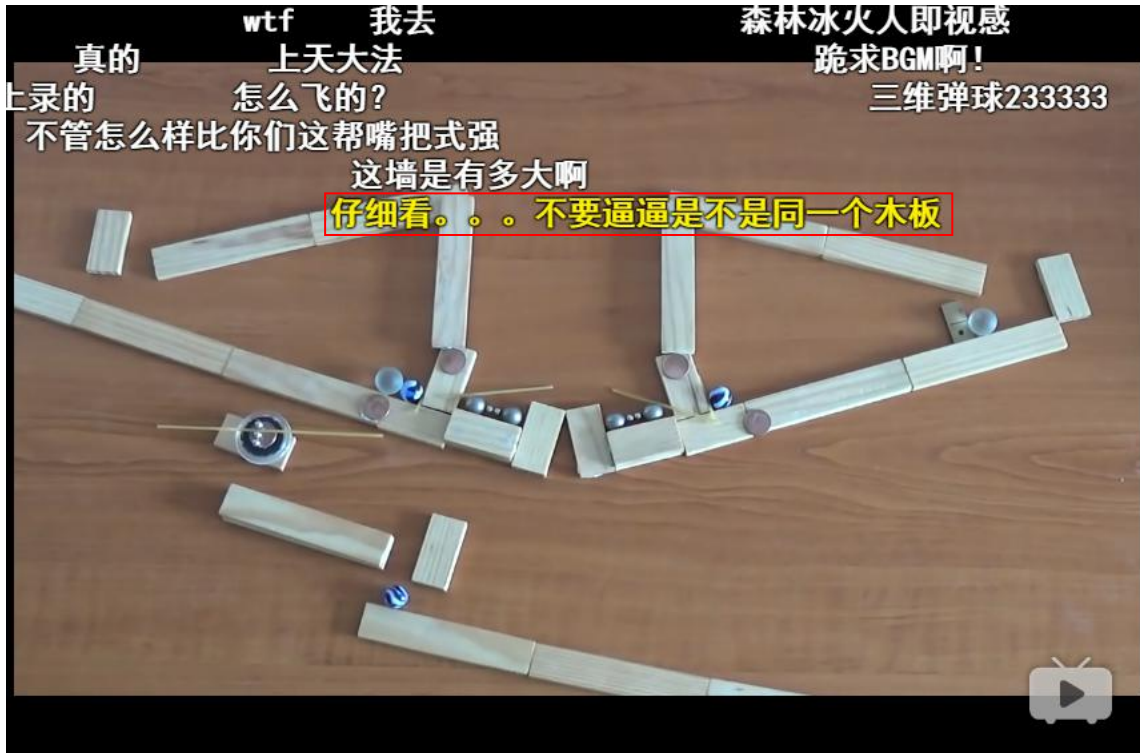 wtf 我去 森林冰火人即视感
真的 上天大法 跪求BGM啊!
上录的 怎么飞的? 三维弹球233333
不管怎么样比你们这帮嘴把式强
这墙是有多大啊
仔细看。。。不要逼逼是不是同一个木板